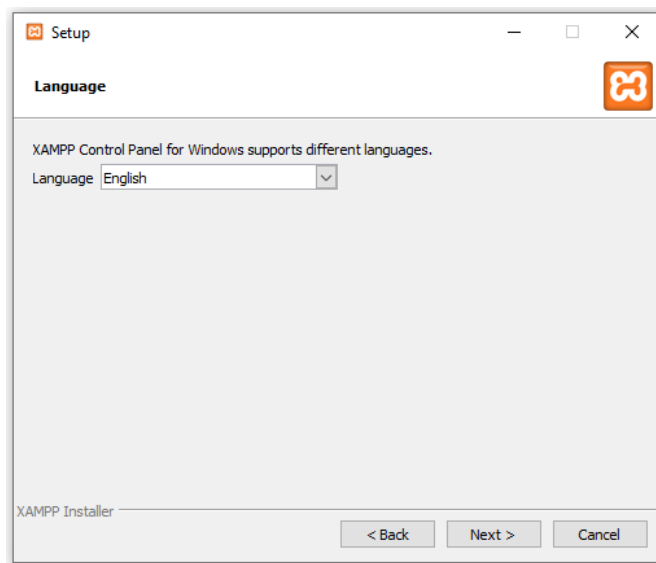 Setup
Language
XAMPP Control Panel for Windows supports different languages.
Language English
XAMPP Installer
< Back Next > Cancel